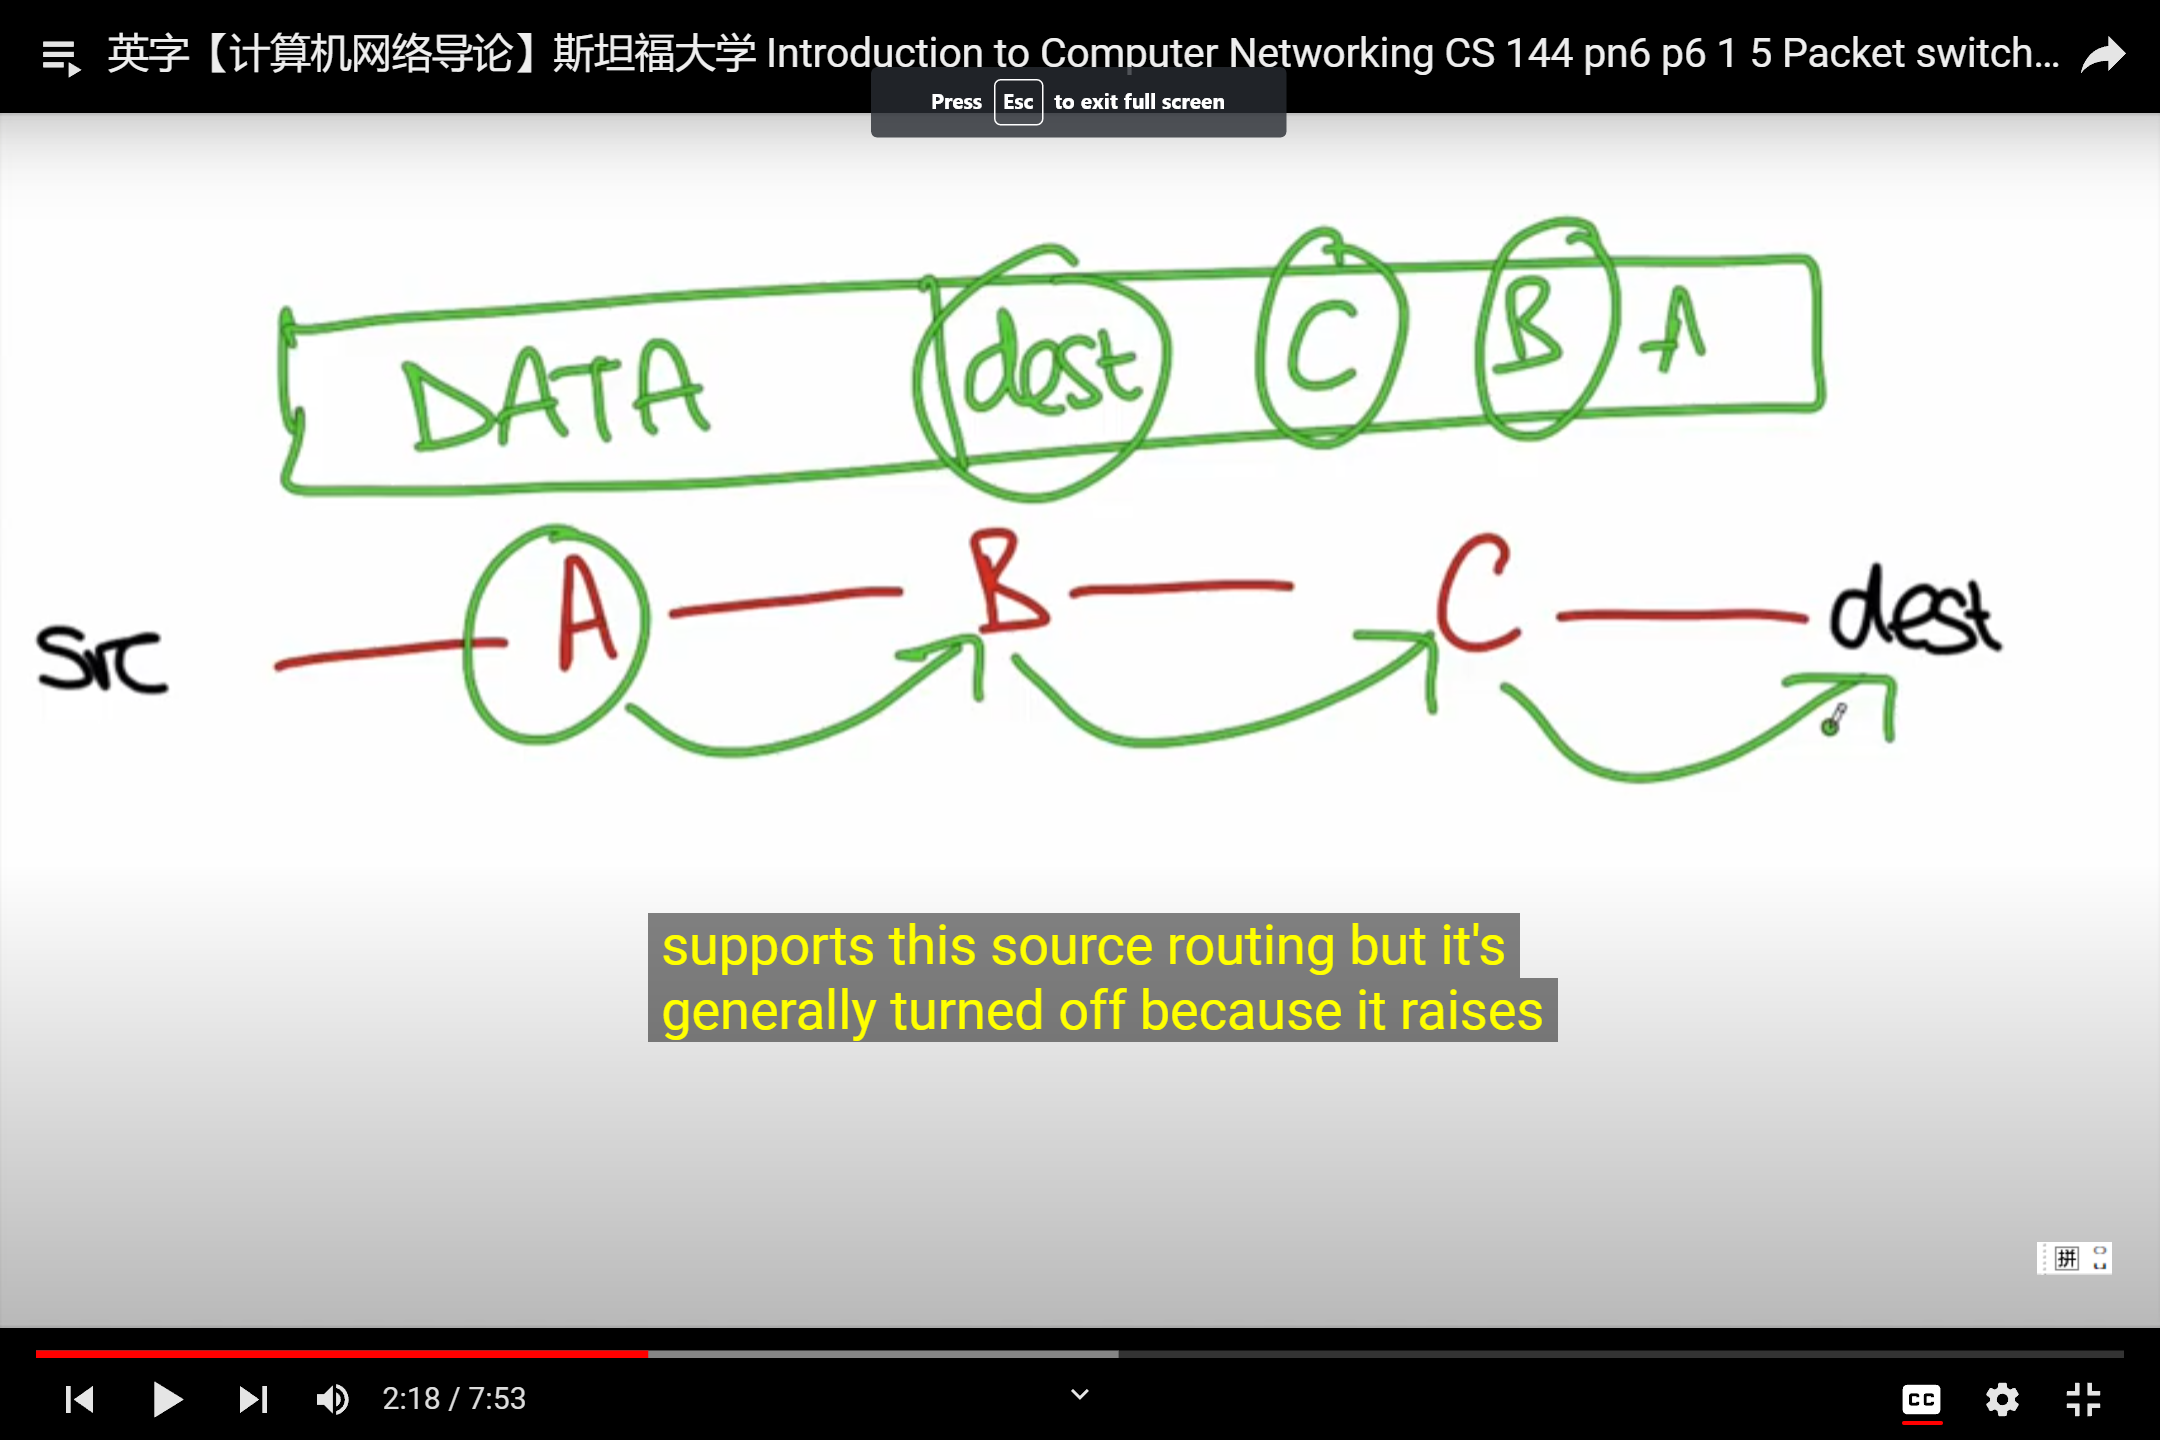 英字【计算机网络导论】斯坦福大学 Introduction to Computer Networking CS 144 pn6 p6 1 5 Packet switch...
Press Esc to exit full screen
DATA dest C B A
src A B C dest
supports this source routing but it's
generally turned off because it raises
拼
2:18 / 7:53
CC